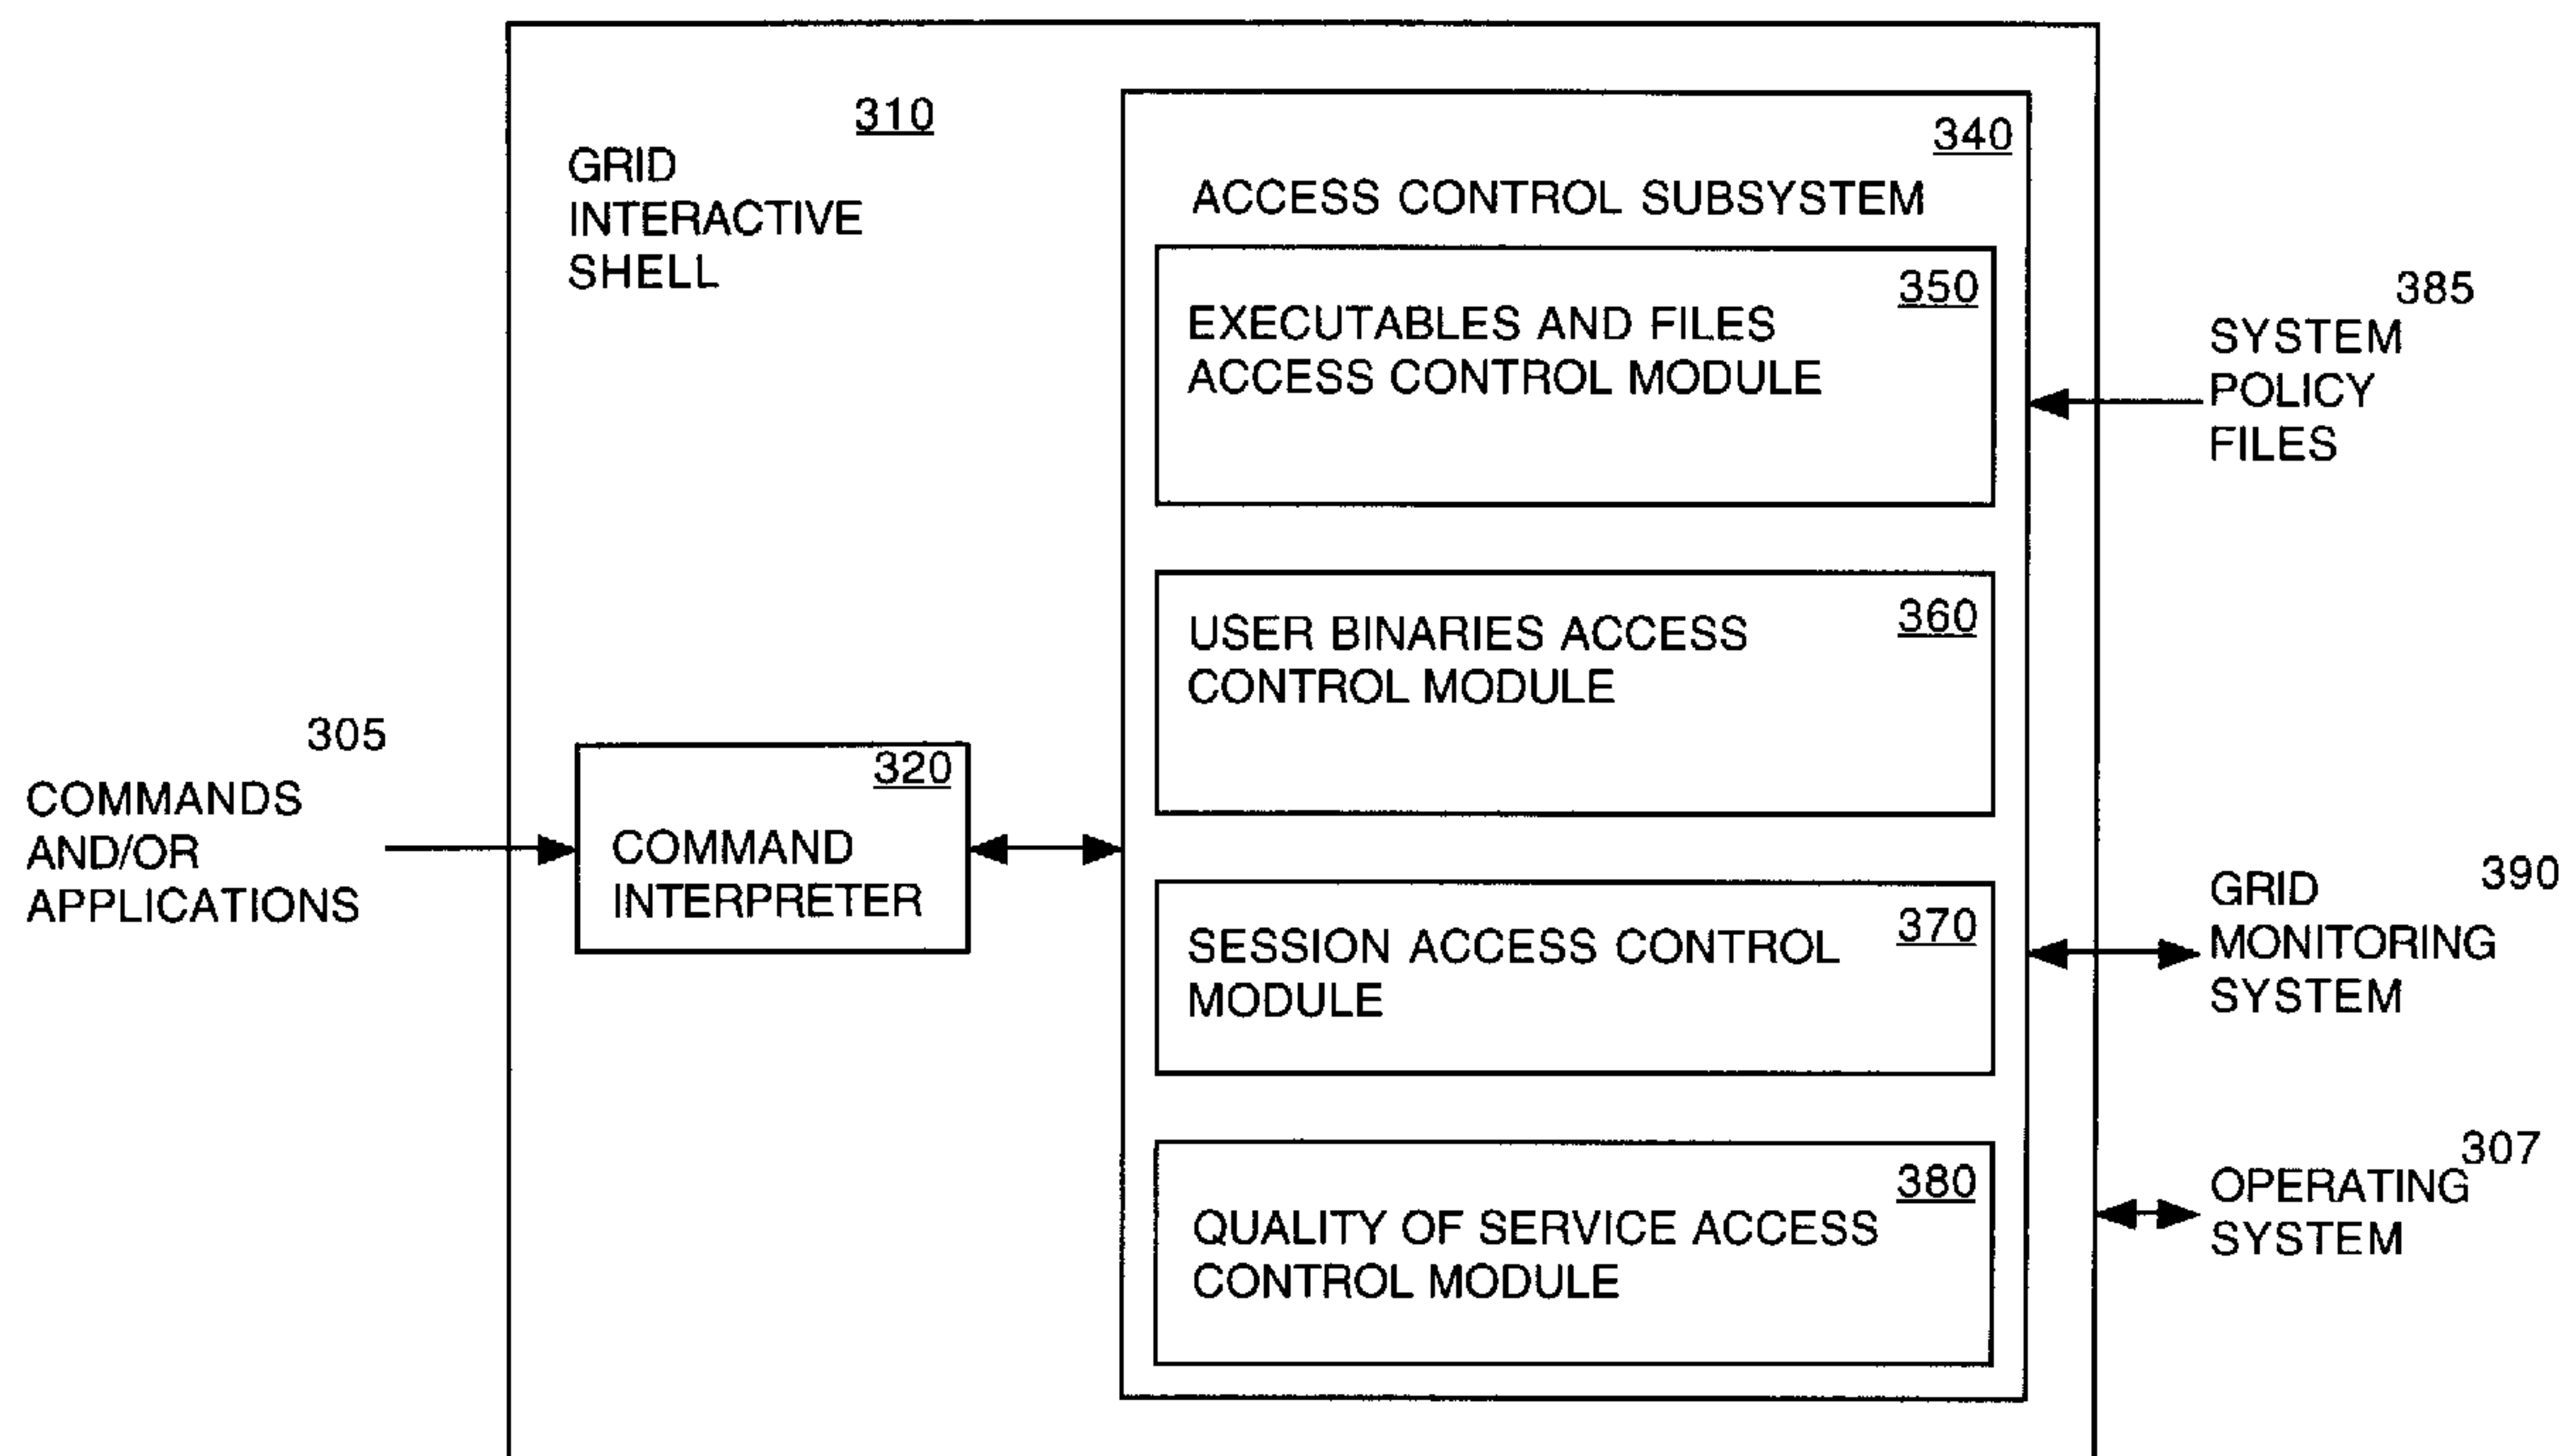 310
GRID
INTERACTIVE
SHELL
340
ACCESS CONTROL SUBSYSTEM
350
EXECUTABLES AND FILES
ACCESS CONTROL MODULE
385
SYSTEM
POLICY
FILES
360
USER BINARIES ACCESS
CONTROL MODULE
305
COMMANDS
AND/OR
APPLICATIONS
320
COMMAND
INTERPRETER
370
SESSION ACCESS CONTROL
MODULE
390
GRID
MONITORING
SYSTEM
380
QUALITY OF SERVICE ACCESS
CONTROL MODULE
307
OPERATING
SYSTEM